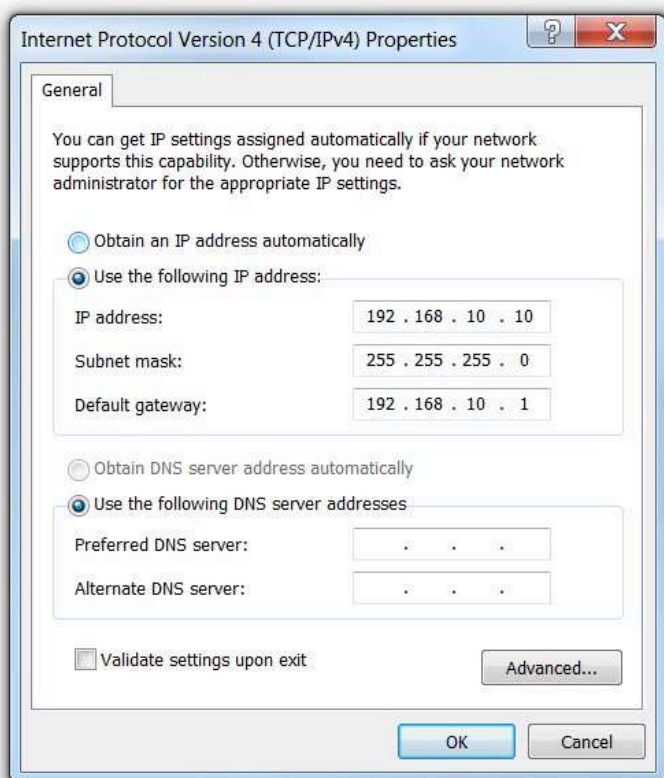 Internet Protocol Version 4 (TCP/IPv4) Properties
General
You can get IP settings assigned automatically if your network
supports this capability. Otherwise, you need to ask your network
administrator for the appropriate IP settings.
Obtain an IP address automatically
Use the following IP address:
IP address: 192 . 168 . 10 . 10
Subnet mask: 255 . 255 . 255 . 0
Default gateway: 192 . 168 . 10 . 1
Obtain DNS server address automatically
Use the following DNS server addresses
Preferred DNS server: . . .
Alternate DNS server: . . .
Validate settings upon exit
Advanced...
OK Cancel